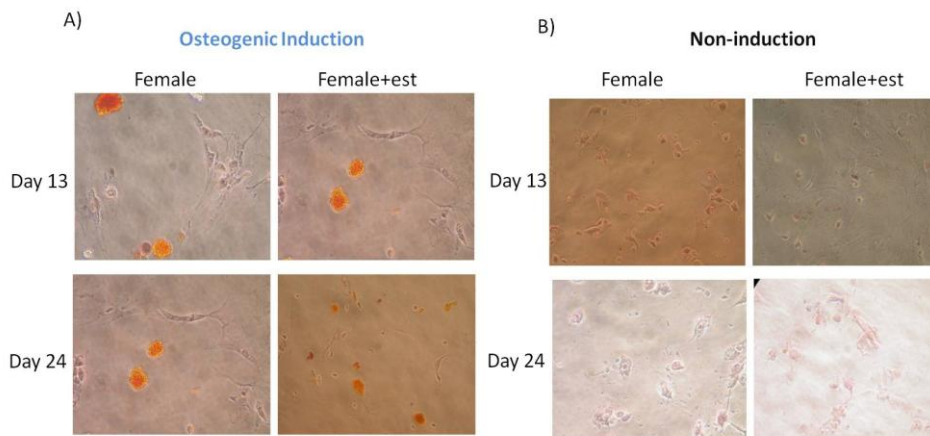 A)
Osteogenic Induction
Female Female+est
Day 13
Day 24
B)
Non-induction
Female Female+est
Day 13
Day 24